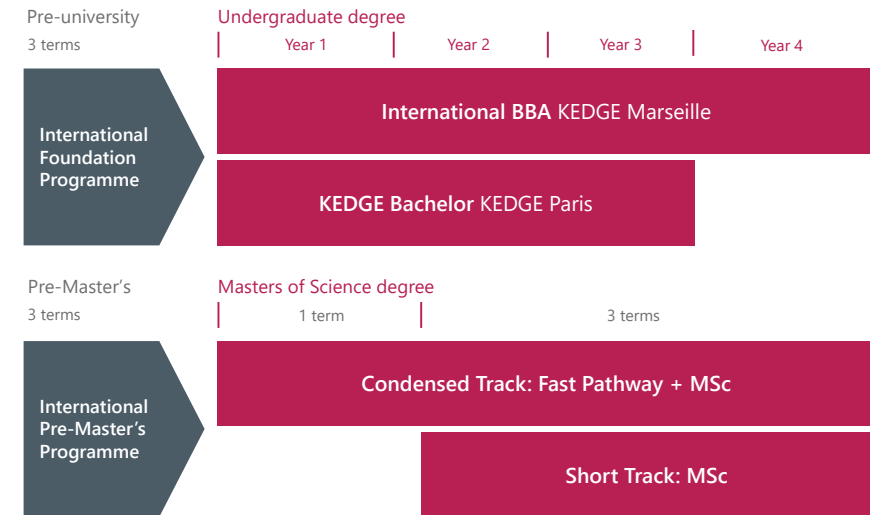 Pre-university
Undergraduate degree
3 terms
Year 1
Year 2
Year 3
Year 4
International
Foundation
Programme
International BBA KEDGE Marseille
KEDGE Bachelor KEDGE Paris
Pre-Master’s
Masters of Science degree
3 terms
1 term
3 terms
International
Pre-Master’s
Programme
Condensed Track: Fast Pathway + MSc
Short Track: MSc